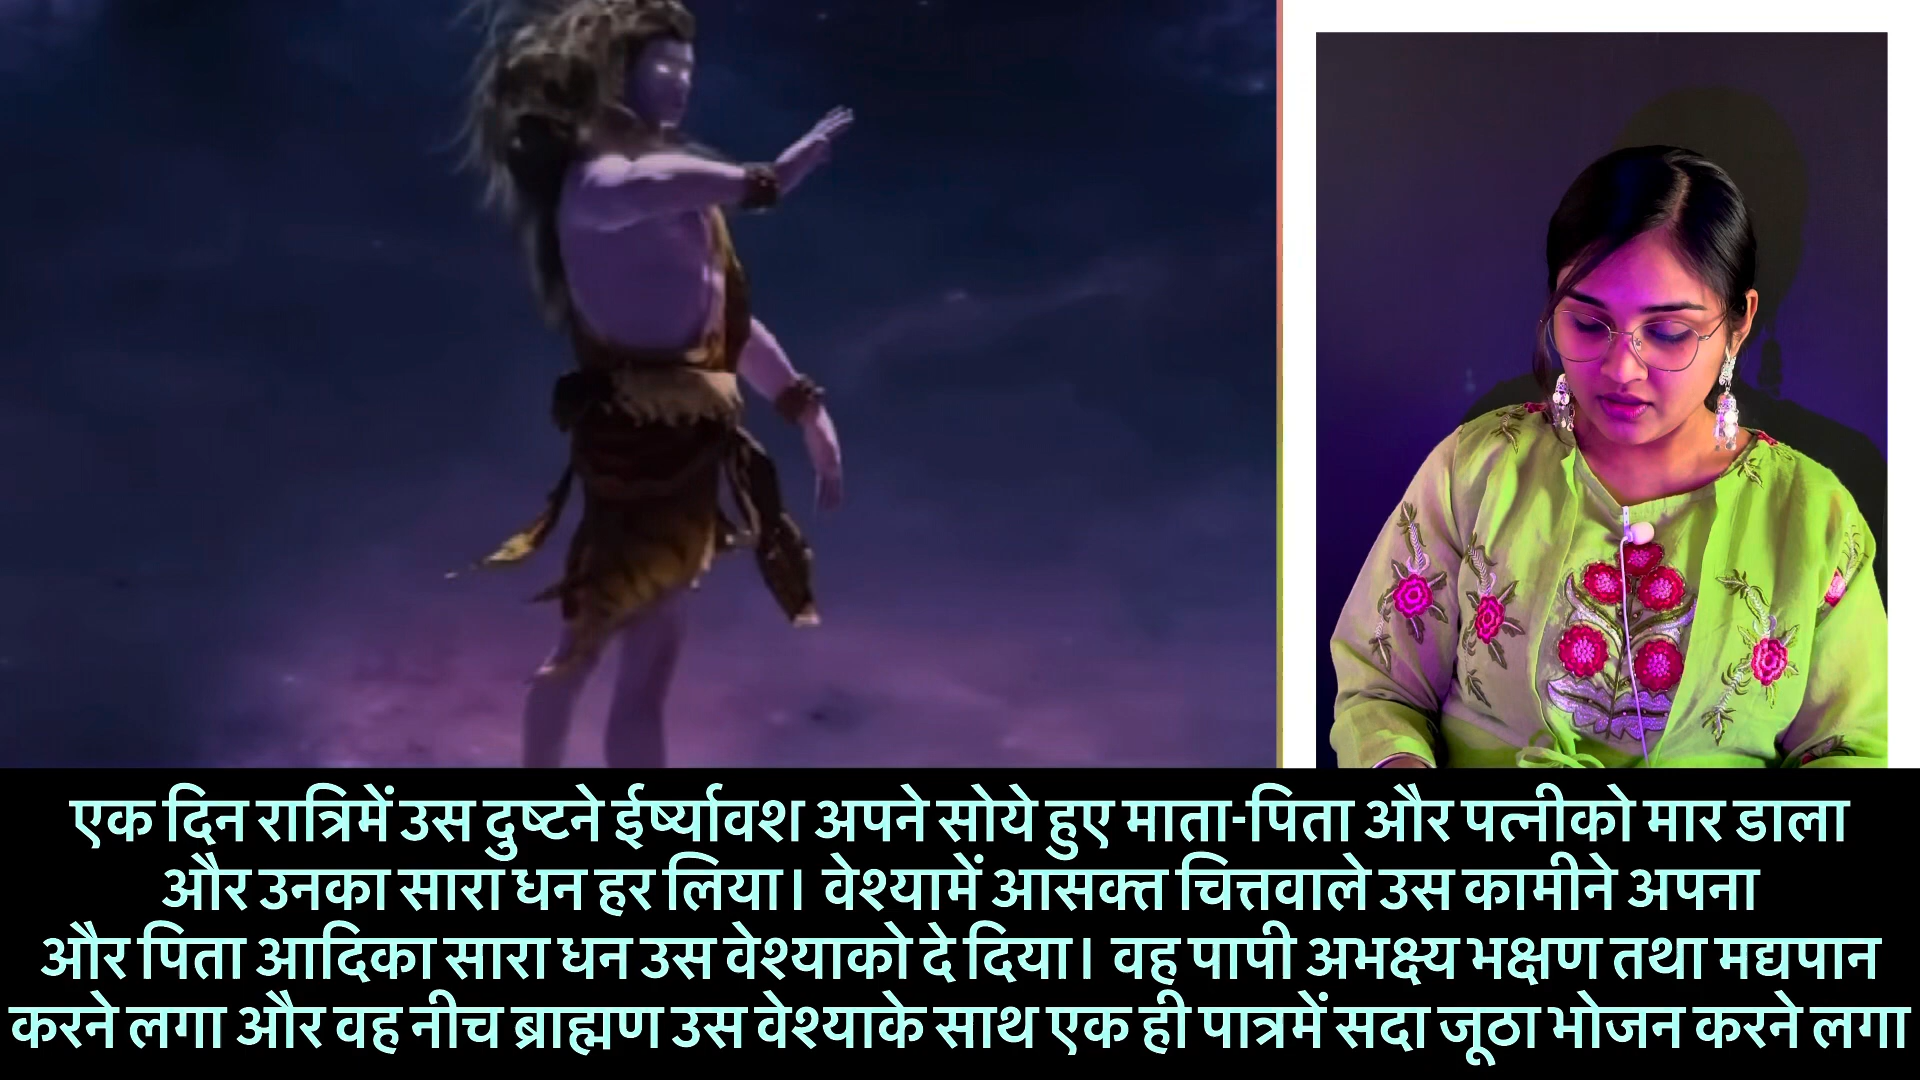 एक दिन रात्रिमें उस दुष्टने ईर्ष्यावश अपने सोये हुए माता-पिता और पत्नीको मार डाला
और उनका सारा धन हर लिया। वेश्यामें आसक्त चित्तवाले उस कामीने अपना
और पिता आदिका सारा धन उस वेश्याको दे दिया। वह पापी अभक्ष्य भक्षण तथा मद्यपान
करने लगा और वह नीच ब्राह्मण उस वेश्याके साथ एक ही पात्रमें सदा जूठा भोजन करने लगा